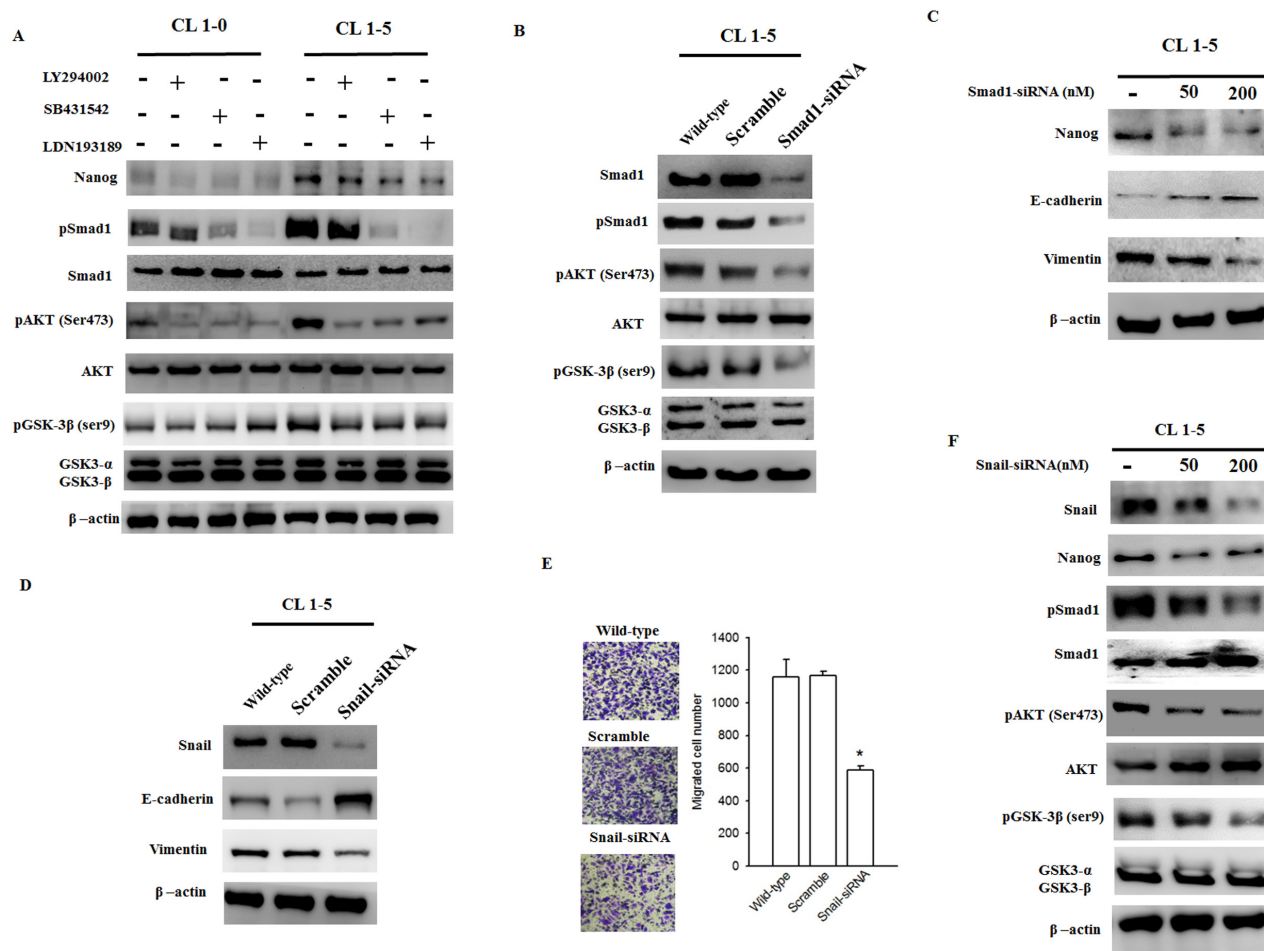 A
CL 1-0 CL 1-5
LY294002 - + - - - + - -
SB431542 - - + - - - + -
LDN193189 - - - + - - - +
Nanog
pSmad1
Smad1
pAKT (Ser473)
AKT
pGSK-3β (ser9)
GSK3-α
GSK3-β
β –actin
B
CL 1-5
Wild-type Scramble Smad1-siRNA
Smad1
pSmad1
pAKT (Ser473)
AKT
pGSK-3β (ser9)
GSK3-α
GSK3-β
β –actin
C
CL 1-5
Smad1-siRNA (nM) - 50 200
Nanog
E-cadherin
Vimentin
β –actin
D
CL 1-5
Wild-type Scramble Snail-siRNA
Snail
E-cadherin
Vimentin
β –actin
E
Wild-type
Scramble
Snail-siRNA
Migrated cell number
1400
1200
1000
800
600
400
200
0
*
Wild-type Scramble Snail-siRNA
F
CL 1-5
Snail-siRNA(nM) - 50 200
Snail
Nanog
pSmad1
Smad1
pAKT (Ser473)
AKT
pGSK-3β (ser9)
GSK3-α
GSK3-β
β –actin